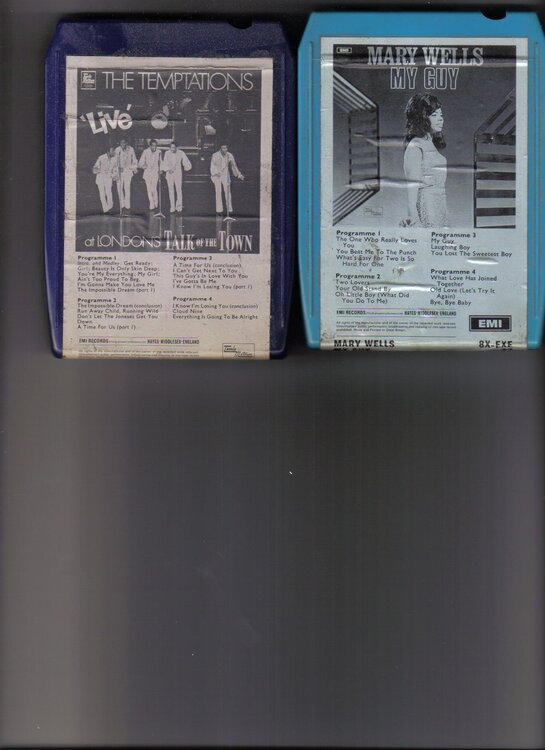 THE TEMPTATIONS
'Live'
at LONDON'S TALK OF THE TOWN
Programme 1
Intro. and Medley: Get Ready;
Girl; Beauty Is Only Skin Deep;
You're My Everything; My Girl;
Ain't Too Proud To Beg.
I'm Gonna Make You Love Me
The Impossible Dream (part 1)
Programme 2
The Impossible Dream (conclusion)
Run Away Child, Running Wild
Don't Let The Joneses Get You
Down
A Time For Us (part 1)
Programme 3
A Time For Us (conclusion)
I Can't Get Next To You
This Guy's In Love With You
I've Gotta Be Me
I Know I'm Losing You (part 1)
Programme 4
I Know I'm Losing You (conclusion)
Cloud Nine
Everything Is Going To Be Alright
EMI RECORDS HAYES·MIDDLESEX·ENGLAND
EMI
MARY WELLS
MY GUY
Programme 1
The One Who Really Loves
You
You Beat Me To The Punch
What's Easy For Two Is So
Hard For One
Programme 2
Two Lovers
Your Old Stand By
Oh Little Boy (What Did
You Do To Me)
Programme 3
My Guy
Laughing Boy
You Lost The Sweetest Boy
Programme 4
What Love Has Joined
Together
Old Love (Let's Try It
Again)
Bye, Bye Baby
EMI
EMI RECORDS HAYES·MIDDLESEX·ENGLAND
MARY WELLS 8X-EXE